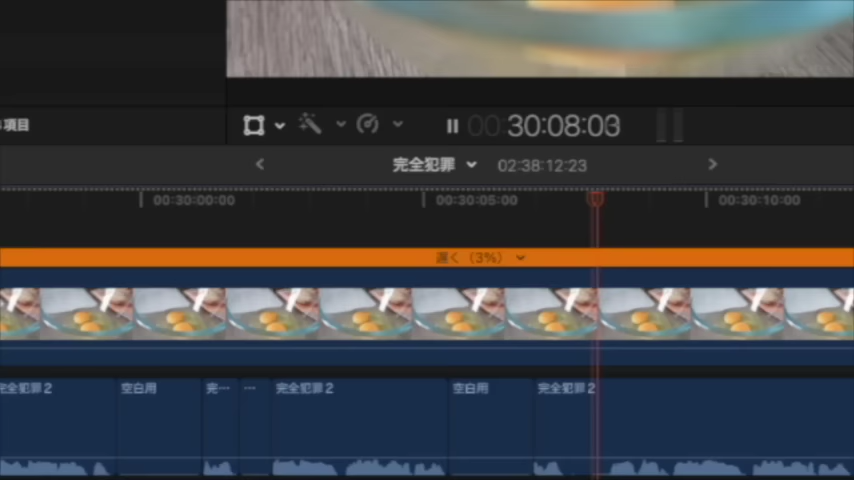 項目
00:30:08:03
完全犯罪 02:38:12:23
00:30:00:00 00:30:05:00 00:30:10:00
遅く（3%）
完全犯罪 2 空白用 完… … 完全犯罪 2 空白用 完全犯罪 2